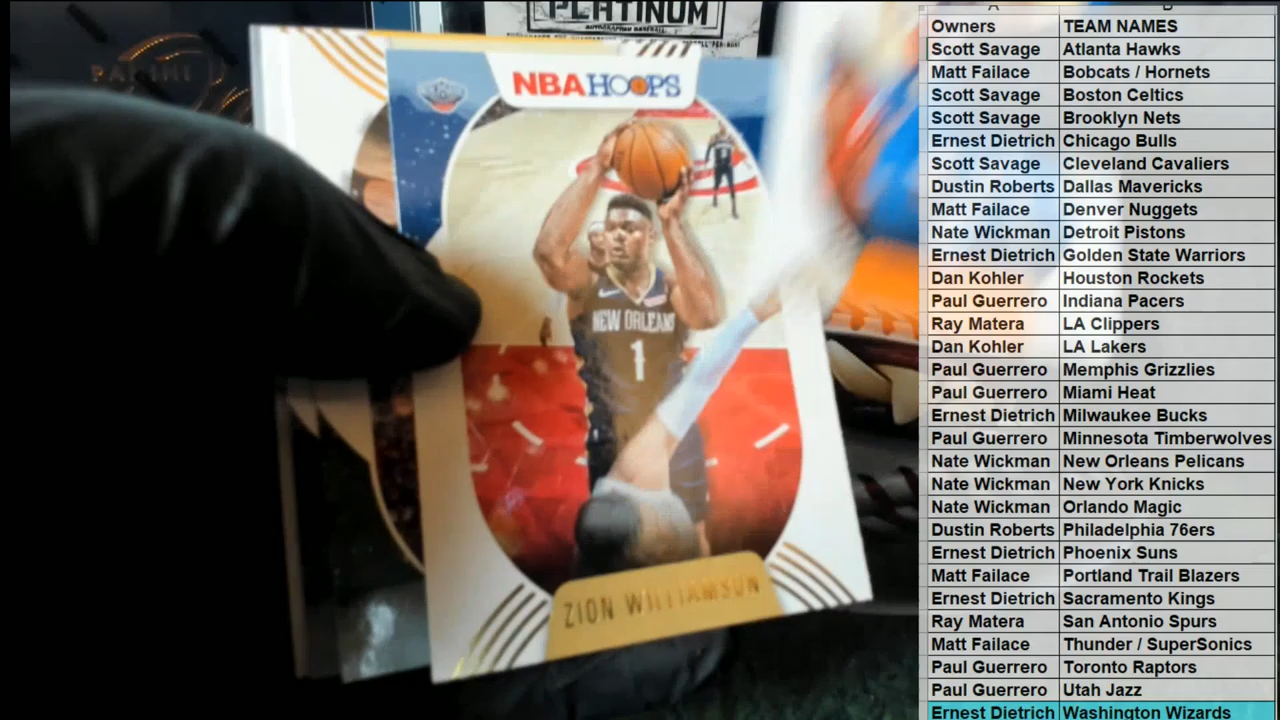 PANINI
PLATINUM
NBA HOOPS
NEW ORLEANS
1
ZION WILLIAMSON
Owners TEAM NAMES
Scott Savage Atlanta Hawks
Matt Failace Bobcats / Hornets
Scott Savage Boston Celtics
Scott Savage Brooklyn Nets
Ernest Dietrich Chicago Bulls
Scott Savage Cleveland Cavaliers
Dustin Roberts Dallas Mavericks
Matt Failace Denver Nuggets
Nate Wickman Detroit Pistons
Ernest Dietrich Golden State Warriors
Dan Kohler Houston Rockets
Paul Guerrero Indiana Pacers
Ray Matera LA Clippers
Dan Kohler LA Lakers
Paul Guerrero Memphis Grizzlies
Paul Guerrero Miami Heat
Ernest Dietrich Milwaukee Bucks
Paul Guerrero Minnesota Timberwolves
Nate Wickman New Orleans Pelicans
Nate Wickman New York Knicks
Nate Wickman Orlando Magic
Dustin Roberts Philadelphia 76ers
Ernest Dietrich Phoenix Suns
Matt Failace Portland Trail Blazers
Ernest Dietrich Sacramento Kings
Ray Matera San Antonio Spurs
Matt Failace Thunder / SuperSonics
Paul Guerrero Toronto Raptors
Paul Guerrero Utah Jazz
Ernest Dietrich Washington Wizards